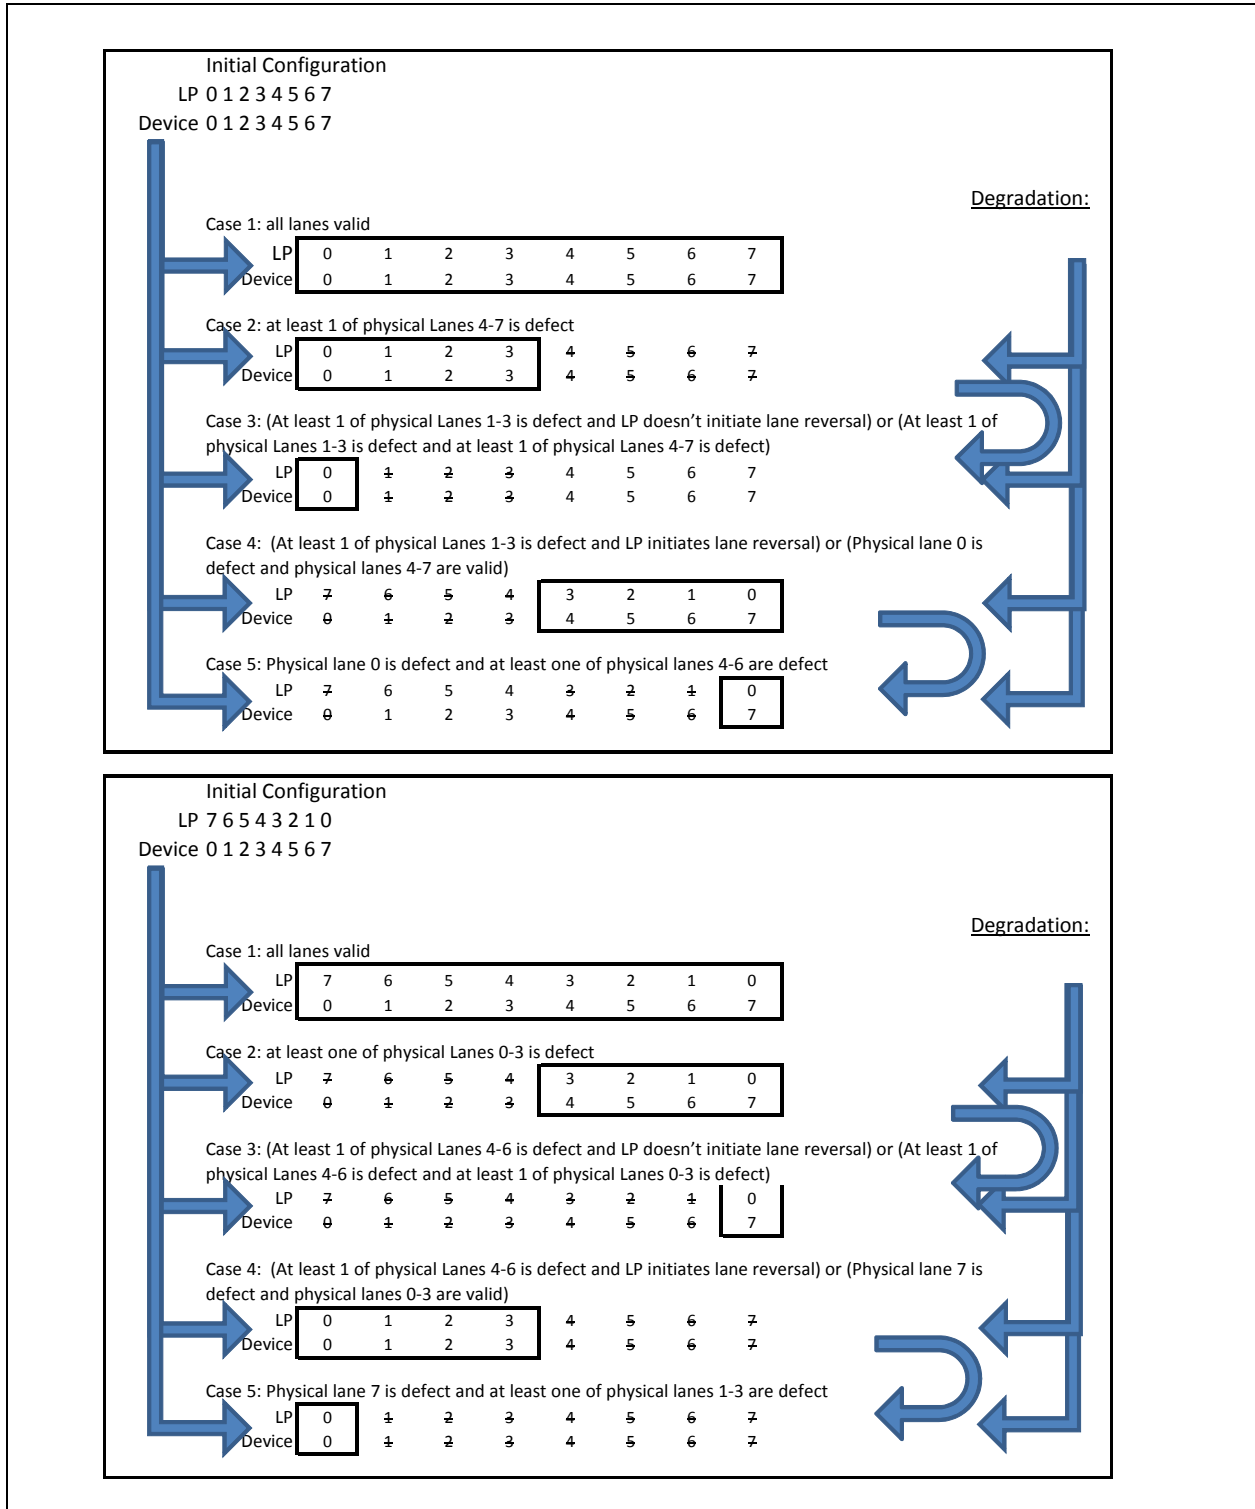 Initial Configuration
LP 0 1 2 3 4 5 6 7
Device 0 1 2 3 4 5 6 7
Degradation:
Case 1: all lanes valid
LP 0 1 2 3 4 5 6 7
Device 0 1 2 3 4 5 6 7
Case 2: at least 1 of physical Lanes 4-7 is defect
LP 0 1 2 3 4 5 6 7
Device 0 1 2 3 4 5 6 7
Case 3: (At least 1 of physical Lanes 1-3 is defect and LP doesn't initiate lane reversal) or (At least 1 of
physical Lanes 1-3 is defect and at least 1 of physical Lanes 4-7 is defect)
LP 0 1 2 3 4 5 6 7
Device 0 1 2 3 4 5 6 7
Case 4: (At least 1 of physical Lanes 1-3 is defect and LP initiates lane reversal) or (Physical lane 0 is
defect and physical lanes 4-7 are valid)
LP 7 6 5 4 3 2 1 0
Device 0 1 2 3 4 5 6 7
Case 5: Physical lane 0 is defect and at least one of physical lanes 4-6 are defect
LP 7 6 5 4 3 2 1 0
Device 0 1 2 3 4 5 6 7
Initial Configuration
LP 7 6 5 4 3 2 1 0
Device 0 1 2 3 4 5 6 7
Degradation:
Case 1: all lanes valid
LP 7 6 5 4 3 2 1 0
Device 0 1 2 3 4 5 6 7
Case 2: at least one of physical Lanes 0-3 is defect
LP 7 6 5 4 3 2 1 0
Device 0 1 2 3 4 5 6 7
Case 3: (At least 1 of physical Lanes 4-6 is defect and LP doesn't initiate lane reversal) or (At least 1 of
physical Lanes 4-6 is defect and at least 1 of physical Lanes 0-3 is defect)
LP 7 6 5 4 3 2 1 0
Device 0 1 2 3 4 5 6 7
Case 4: (At least 1 of physical Lanes 4-6 is defect and LP initiates lane reversal) or (Physical lane 7 is
defect and physical lanes 0-3 are valid)
LP 0 1 2 3 4 5 6 7
Device 0 1 2 3 4 5 6 7
Case 5: Physical lane 7 is defect and at least one of physical lanes 1-3 are defect
LP 0 1 2 3 4 5 6 7
Device 0 1 2 3 4 5 6 7